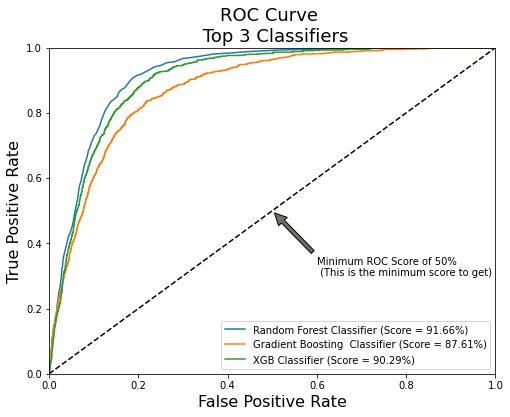 ROC Curve
Top 3 Classifiers
1.0
0.8
0.6
0.4
0.2
0.0
True Positive Rate
Minimum ROC Score of 50%
(This is the minimum score to get)
Random Forest Classifier (Score = 91.66%)
Gradient Boosting  Classifier (Score = 87.61%)
XGB Classifier (Score = 90.29%)
0.0 0.2 0.4 0.6 0.8 1.0
False Positive Rate